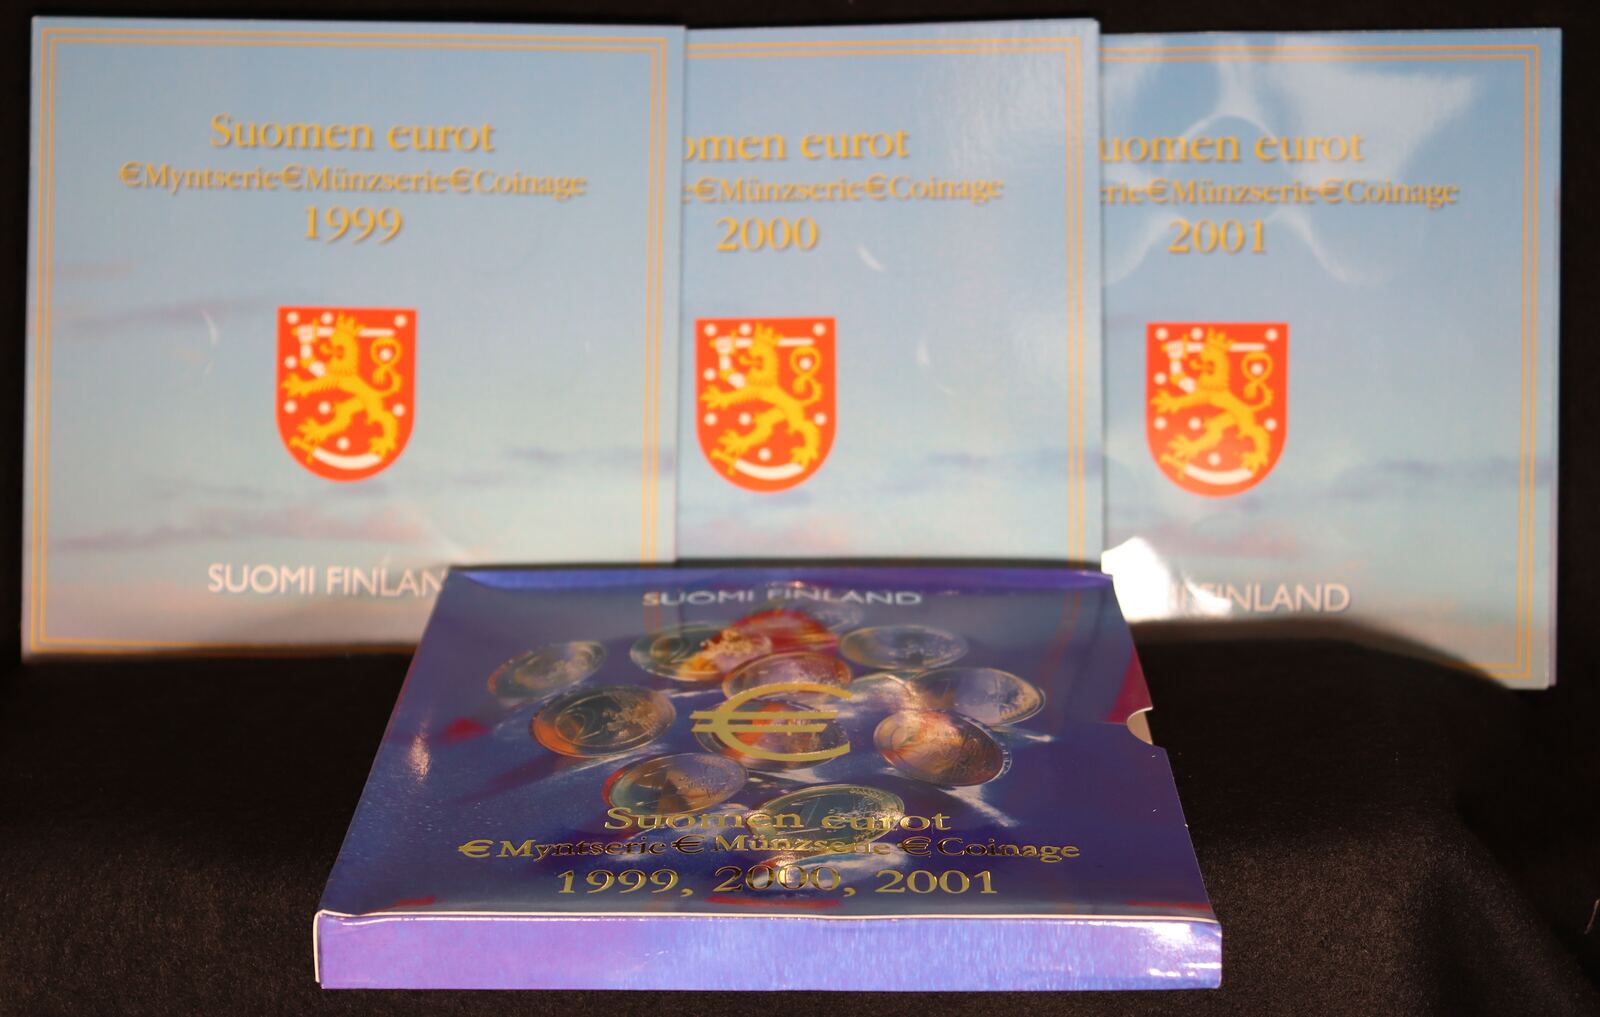 Suomen eurot
€Myntserie€Münzserie€Coinage
1999
SUOMI FINLAN
omen eurot
e€Münzserie€Coinage
2000
uomen eurot
erie€Münzserie€Coinage
2001
FINLAND
SUOMI FINLAND
€
Suomen eurot
€ Myntserie € Münzserie € Coinage
1999, 2000, 2001